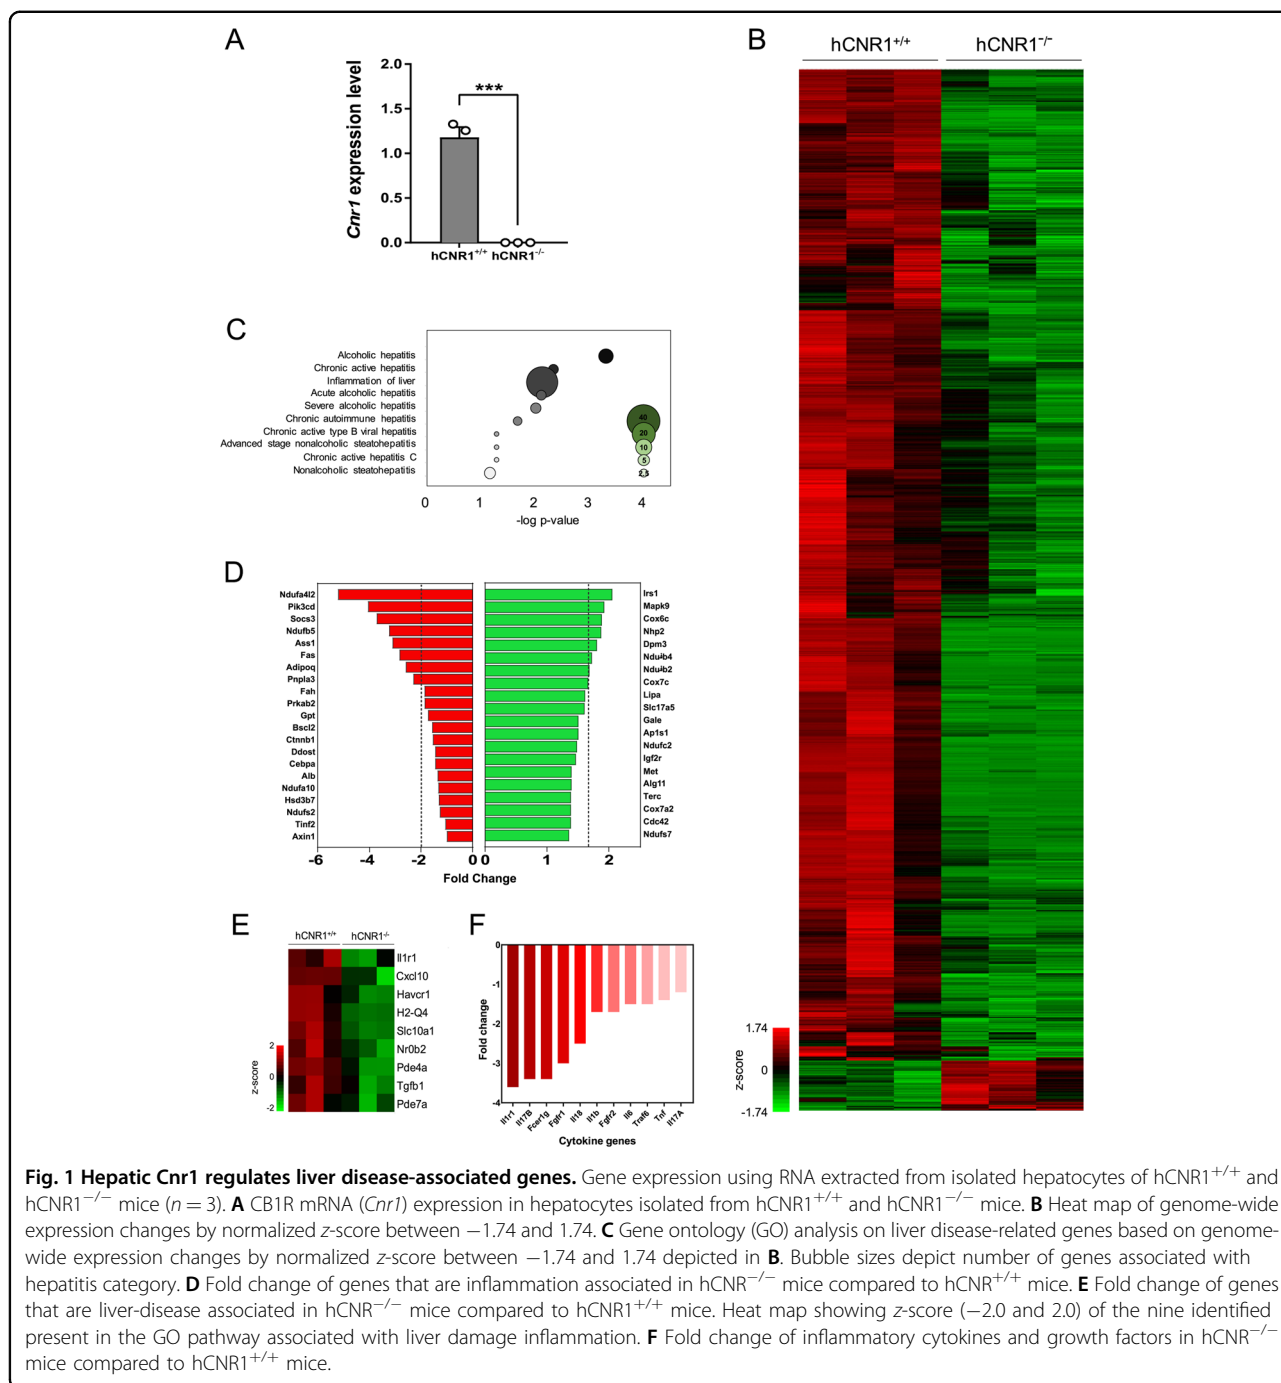 A
2.0
1.5
1.0
0.5
0.0
Cnr1 expression level
***
hCNR1+/+ hCNR1-/-
B
hCNR1+/+ hCNR1-/-
1.74
0
-1.74
z-score
C
Alcoholic hepatitis
Chronic active hepatitis
Inflammation of liver
Acute alcoholic hepatitis
Severe alcoholic hepatitis
Chronic autoimmune hepatitis
Chronic active type B viral hepatitis
Advanced stage nonalcoholic steatohepatitis
Chronic active hepatitis C
Nonalcoholic steatohepatitis
40
20
10
5
2.5
0 1 2 3 4
-log p-value
D
Ndufa4l2
Pik3cd
Socs3
Ndufb5
Ass1
Fas
Adipoq
Pnpla3
Fah
Prkab2
Gpt
Bscl2
Ctnnb1
Ddost
Cebpa
Alb
Ndufa10
Hsd3b7
Ndufs2
Tinf2
Axin1
Irs1
Mapk9
Cox6c
Nhp2
Dpm3
Cox7c
Lipa
Slc17a5
Gale
Ap1s1
Ndufc2
Igf2r
Met
Alg11
Terc
Cox7a2
Cdc42
Ndufs7
-6 -4 -2 0 0 1 2
Fold Change
E
hCNR1+/+ hCNR1-/-
Il1r1
Cxcl10
Havcr1
H2-Q4
Slc10a1
Nr0b2
Pde4a
Tgfb1
Pde7a
2
0
-2
z-score
F
0
-1
-2
-3
-4
Fold change
Il1r1 Il17B Fcer1g Fgfr1 Il18 Il1b Fgfr2 Il6 Traf6 Tnf Il17A
Cytokine genes
Fig. 1 Hepatic Cnr1 regulates liver disease-associated genes. Gene expression using RNA extracted from isolated hepatocytes of hCNR1+/+ and
hCNR1−/− mice (n = 3). A CB1R mRNA (Cnr1) expression in hepatocytes isolated from hCNR1+/+ and hCNR1−/− mice. B Heat map of genome-wide
expression changes by normalized z-score between −1.74 and 1.74. C Gene ontology (GO) analysis on liver disease-related genes based on genome-
wide expression changes by normalized z-score between −1.74 and 1.74 depicted in B. Bubble sizes depict number of genes associated with
hepatitis category. D Fold change of genes that are inflammation associated in hCNR−/− mice compared to hCNR+/+ mice. E Fold change of genes
that are liver-disease associated in hCNR−/− mice compared to hCNR1+/+ mice. Heat map showing z-score (−2.0 and 2.0) of the nine identified
present in the GO pathway associated with liver damage inflammation. F Fold change of inflammatory cytokines and growth factors in hCNR−/−
mice compared to hCNR1+/+ mice.